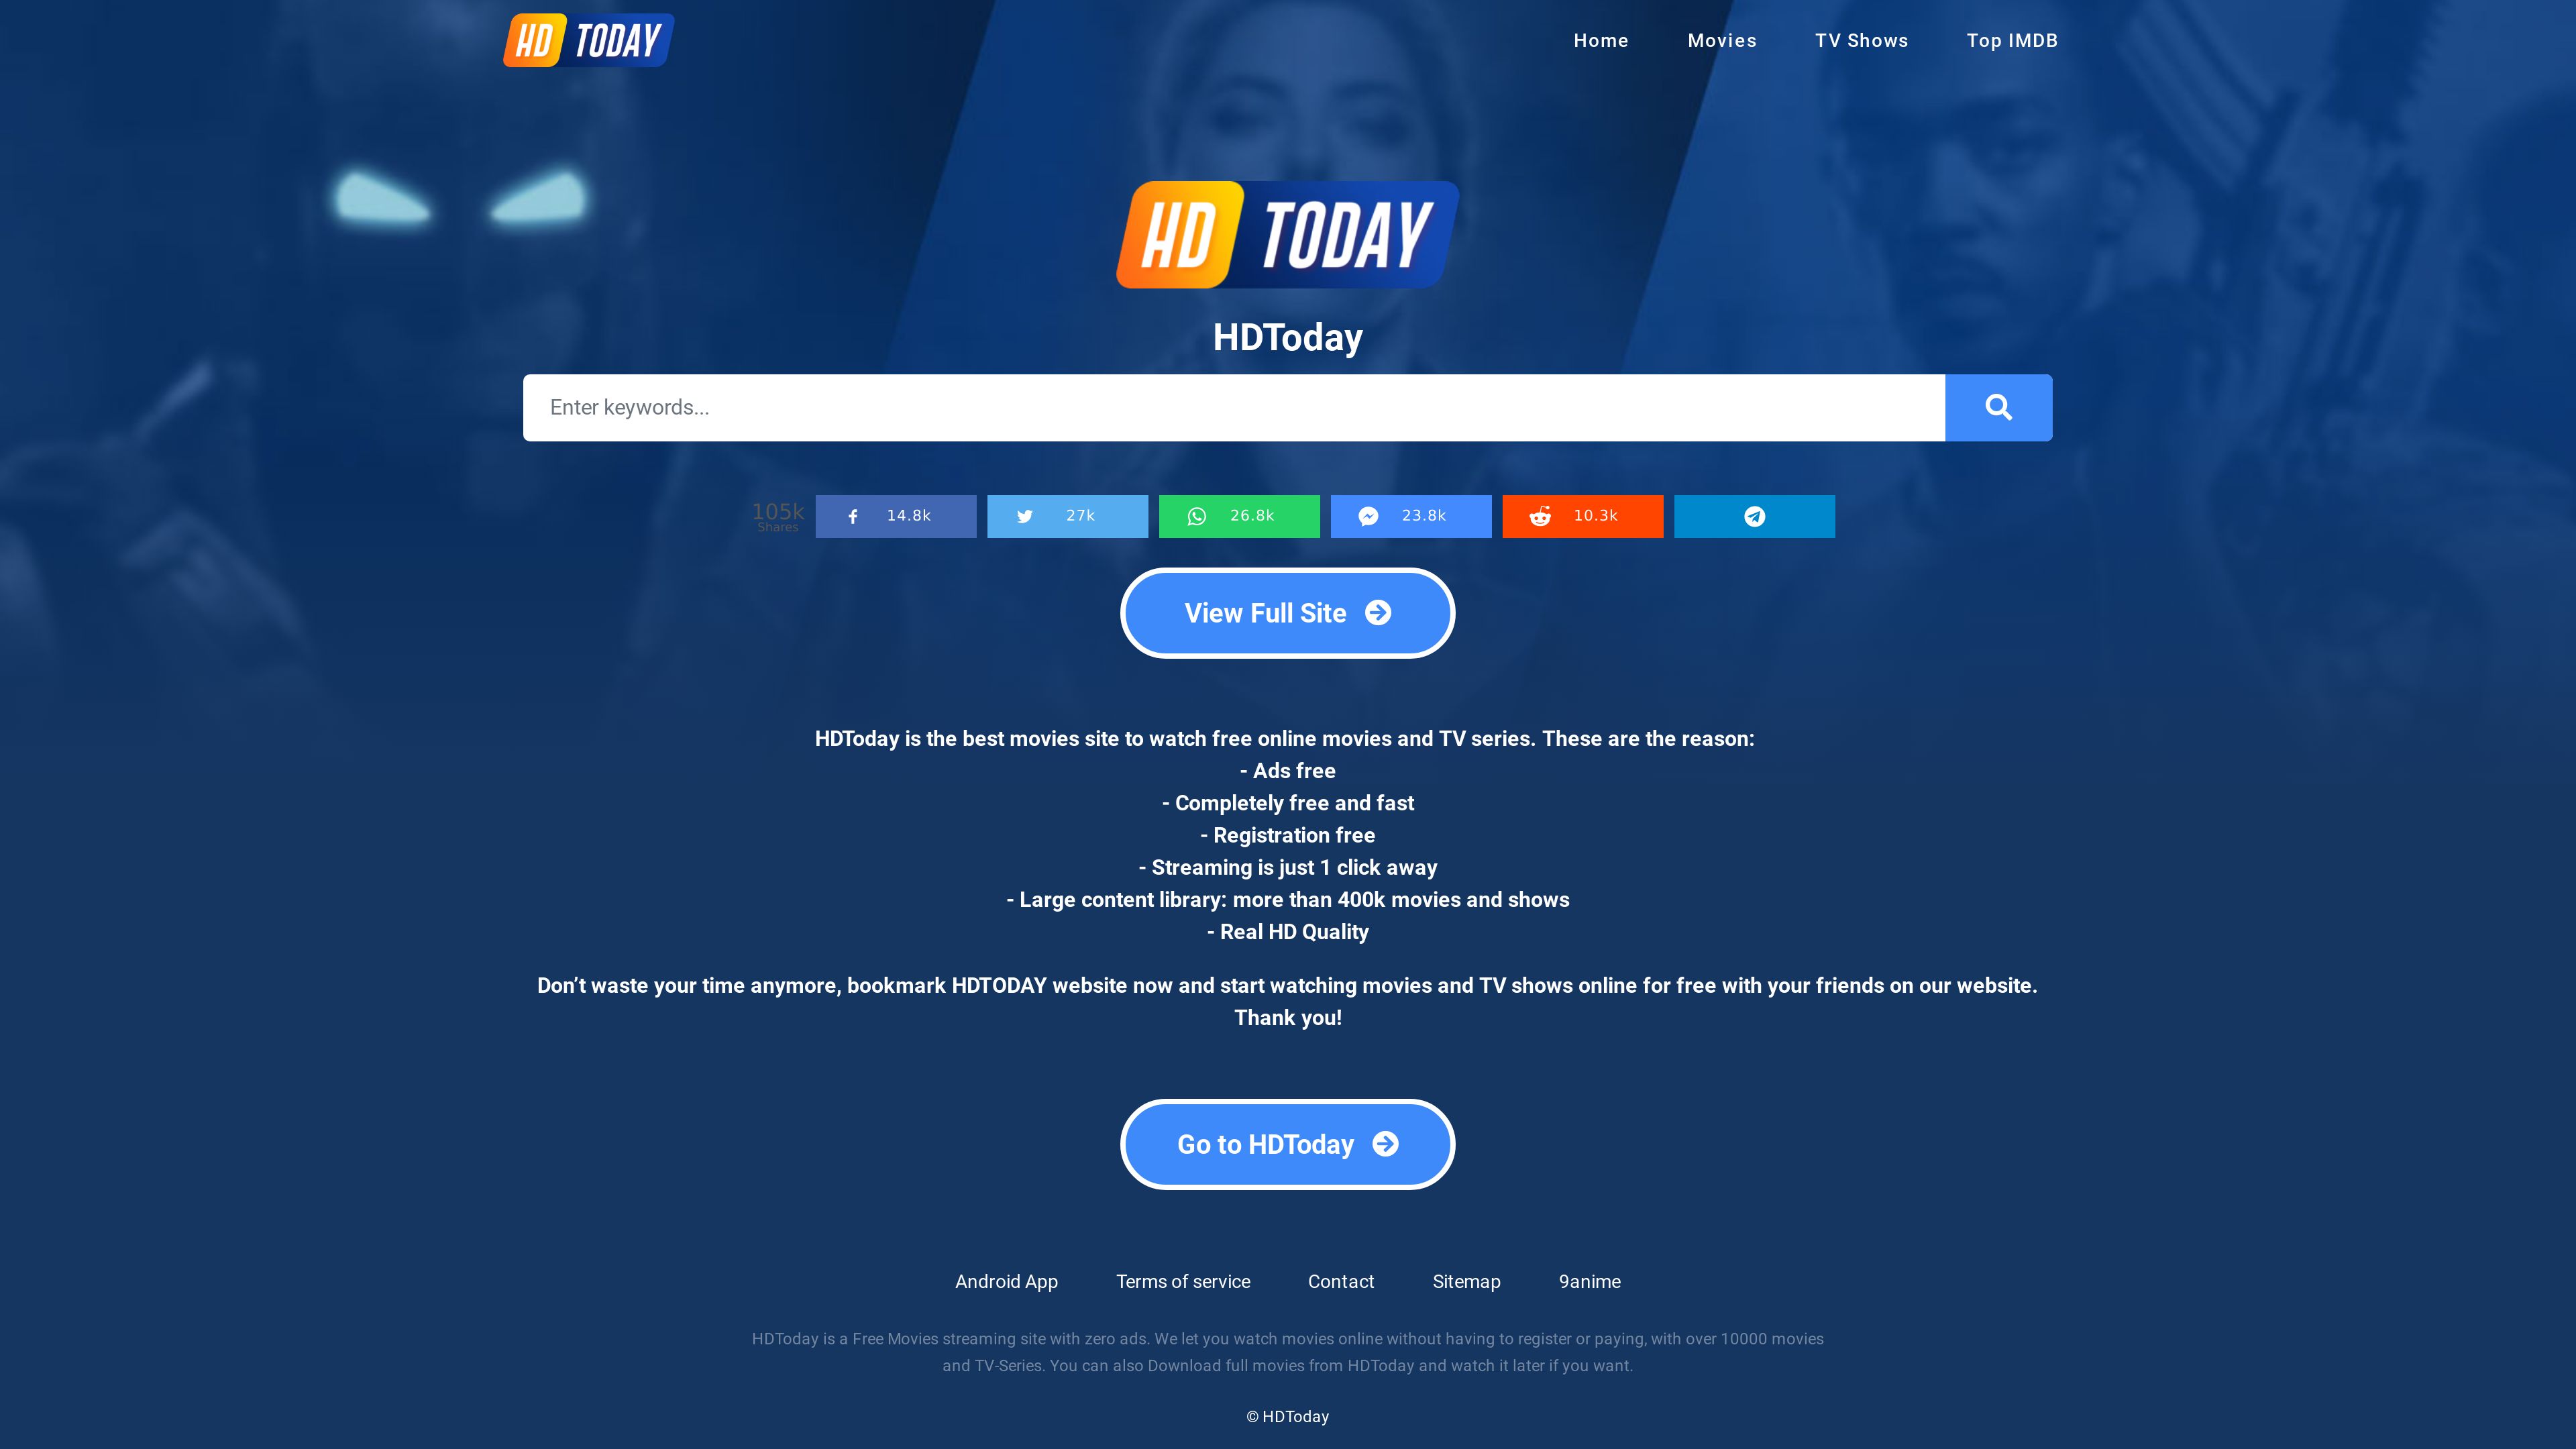 HD TODAY
Home Movies TV Shows Top IMDB
HD TODAY
HDToday
Enter keywords...
105k
Shares
14.8k 27k 26.8k 23.8k 10.3k
View Full Site
HDToday is the best movies site to watch free online movies and TV series. These are the reason:
- Ads free
- Completely free and fast
- Registration free
- Streaming is just 1 click away
- Large content library: more than 400k movies and shows
- Real HD Quality
Don’t waste your time anymore, bookmark HDTODAY website now and start watching movies and TV shows online for free with your friends on our website.
Thank you!
Go to HDToday
Android App Terms of service Contact Sitemap 9anime
HDToday is a Free Movies streaming site with zero ads. We let you watch movies online without having to register or paying, with over 10000 movies
and TV-Series. You can also Download full movies from HDToday and watch it later if you want.
© HDToday